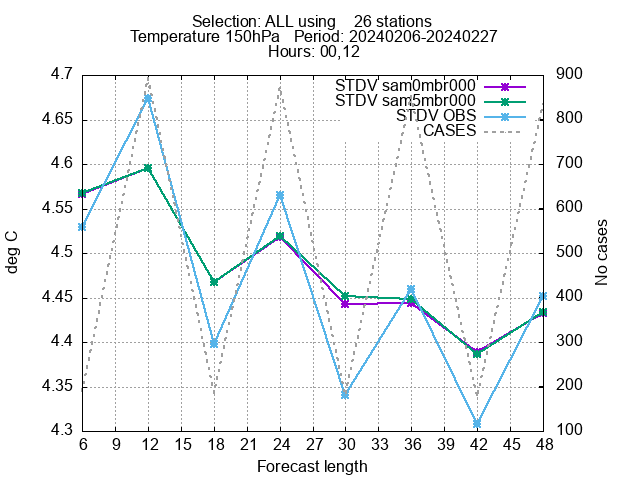 Selection: ALL using    26 stations
Temperature 150hPa   Period: 20240206-20240227
Hours: 00,12
STDV sam0mbr000
STDV sam5mbr000
STDV OBS
CASES
4.7
4.65
4.6
4.55
4.5
4.45
4.4
4.35
4.3
deg C
900
800
700
600
500
400
300
200
100
No cases
6 9 12 15 18 21 24 27 30 33 36 39 42 45 48
Forecast length